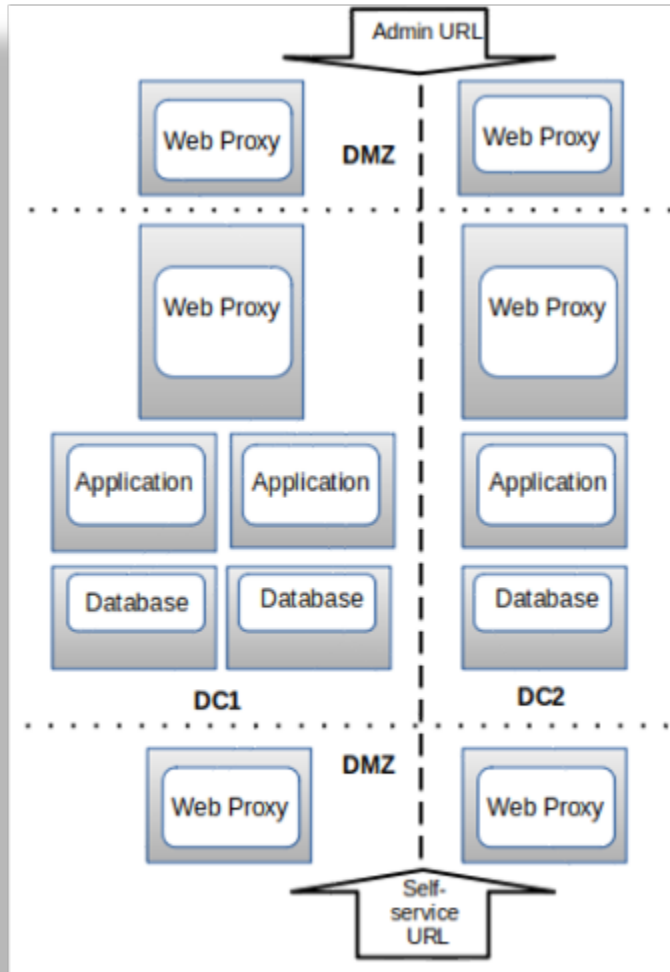 Admin URL
Web Proxy
DMZ
Web Proxy
Web Proxy
Web Proxy
Application
Application
Application
Database
Database
Database
DC1
DC2
DMZ
Web Proxy
Web Proxy
Self-
service
URL